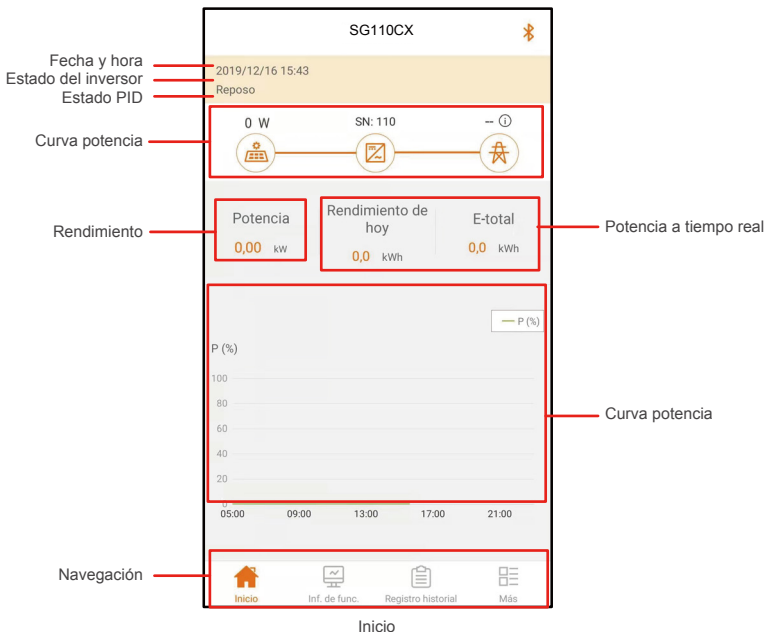 SG110CX
Fecha y hora
2019/12/16 15:43
Estado del inversor
Reposo
Estado PID
0 W
SN: 110
--
Curva potencia
Potencia
0,00 kW
Rendimiento de
hoy
0,0 kWh
E-total
0,0 kWh
Rendimiento
Potencia a tiempo real
P (%)
P (%)
100
80
60
40
20
0
05:00 09:00 13:00 17:00 21:00
Curva potencia
Navegación
Inicio
Inf. de func.
Registro historial
Más
Inicio